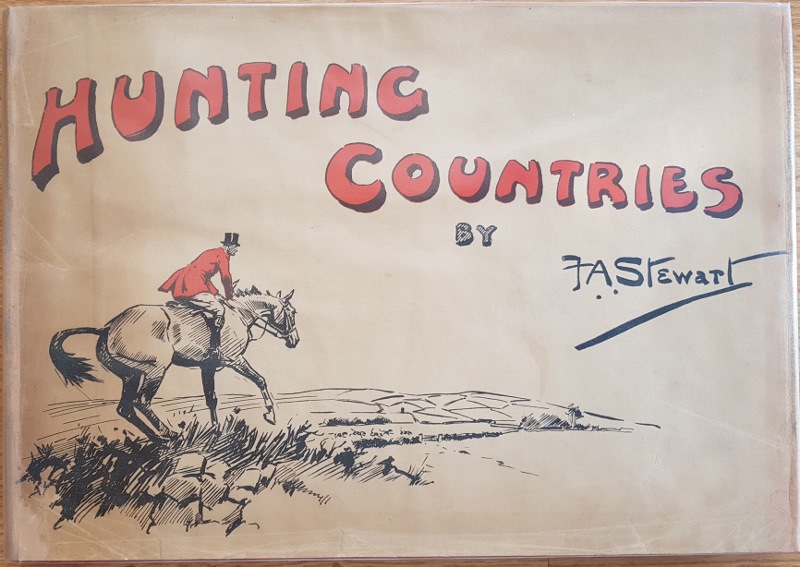 HUNTING
COUNTRIES
BY
F.A. Stewart